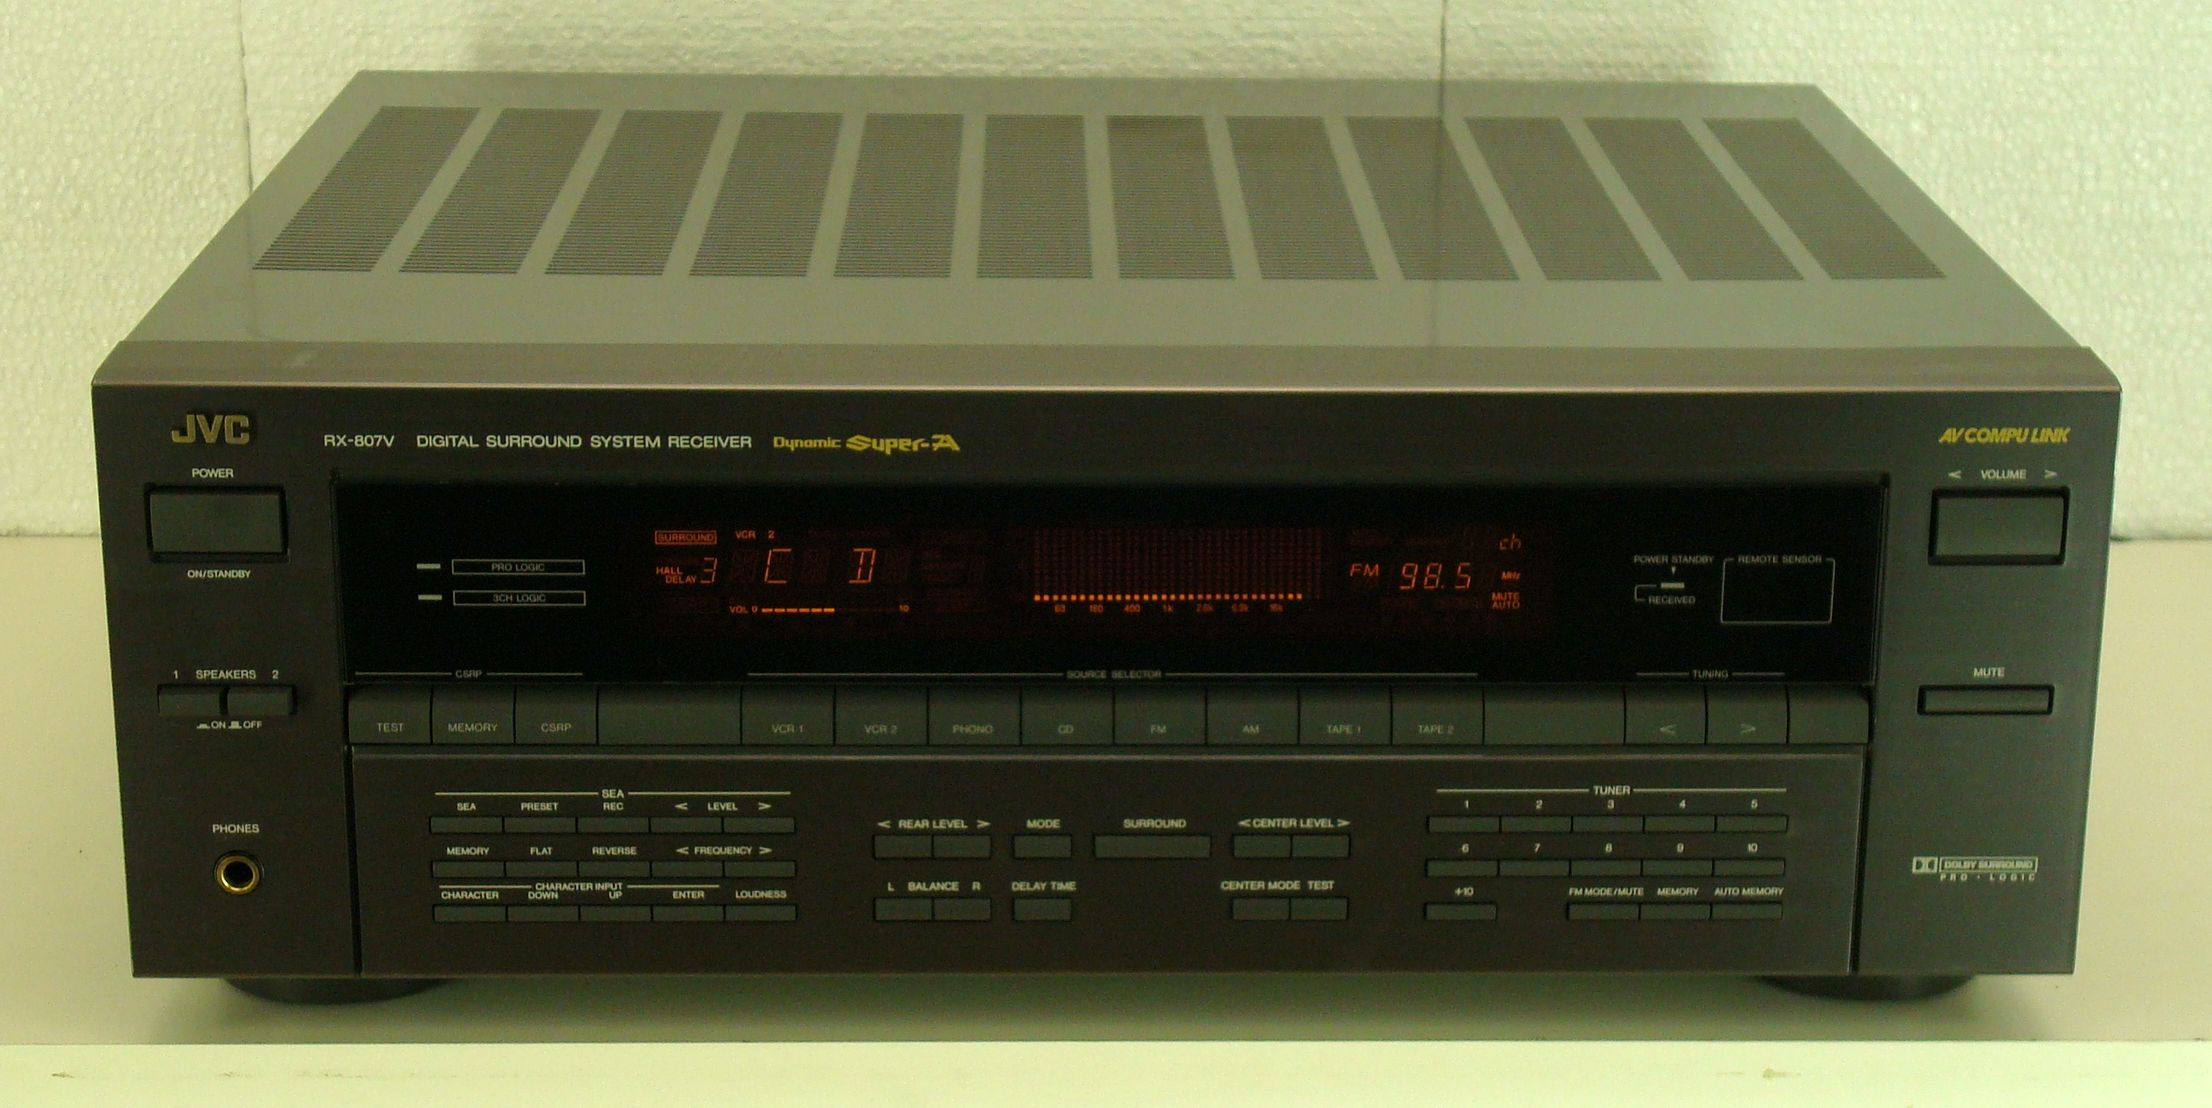 JVC
RX-807V DIGITAL SURROUND SYSTEM RECEIVER Dynamic Super-A
AV COMPU LINK
POWER
< VOLUME >
SURROUND VCR 2
ch
POWER STANDBY REMOTE SENSOR
PRO LOGIC
HALL DELAY 3 C D
FM 98.5 MHz
ON/STANDBY
3CH LOGIC
VOL 0 10
60 160 400 1k 2.5k 6.3k 16k
MUTE
AUTO
RECEIVED
1 SPEAKERS 2
CSRP
SOURCE SELECTOR
TUNING
MUTE
ON OFF
TEST MEMORY CSRP VCR 1 VCR 2 PHONO CD FM AM TAPE 1 TAPE 2 < >
SEA
TUNER
SEA PRESET REC < LEVEL >
1 2 3 4 5
PHONES
< REAR LEVEL > MODE SURROUND < CENTER LEVEL >
MEMORY FLAT REVERSE < FREQUENCY >
6 7 8 9 10
DOLBY SURROUND
PRO · LOGIC
CHARACTER INPUT
CHARACTER DOWN UP ENTER LOUDNESS
L BALANCE R DELAY TIME CENTER MODE TEST
+10 FM MODE/MUTE MEMORY AUTO MEMORY